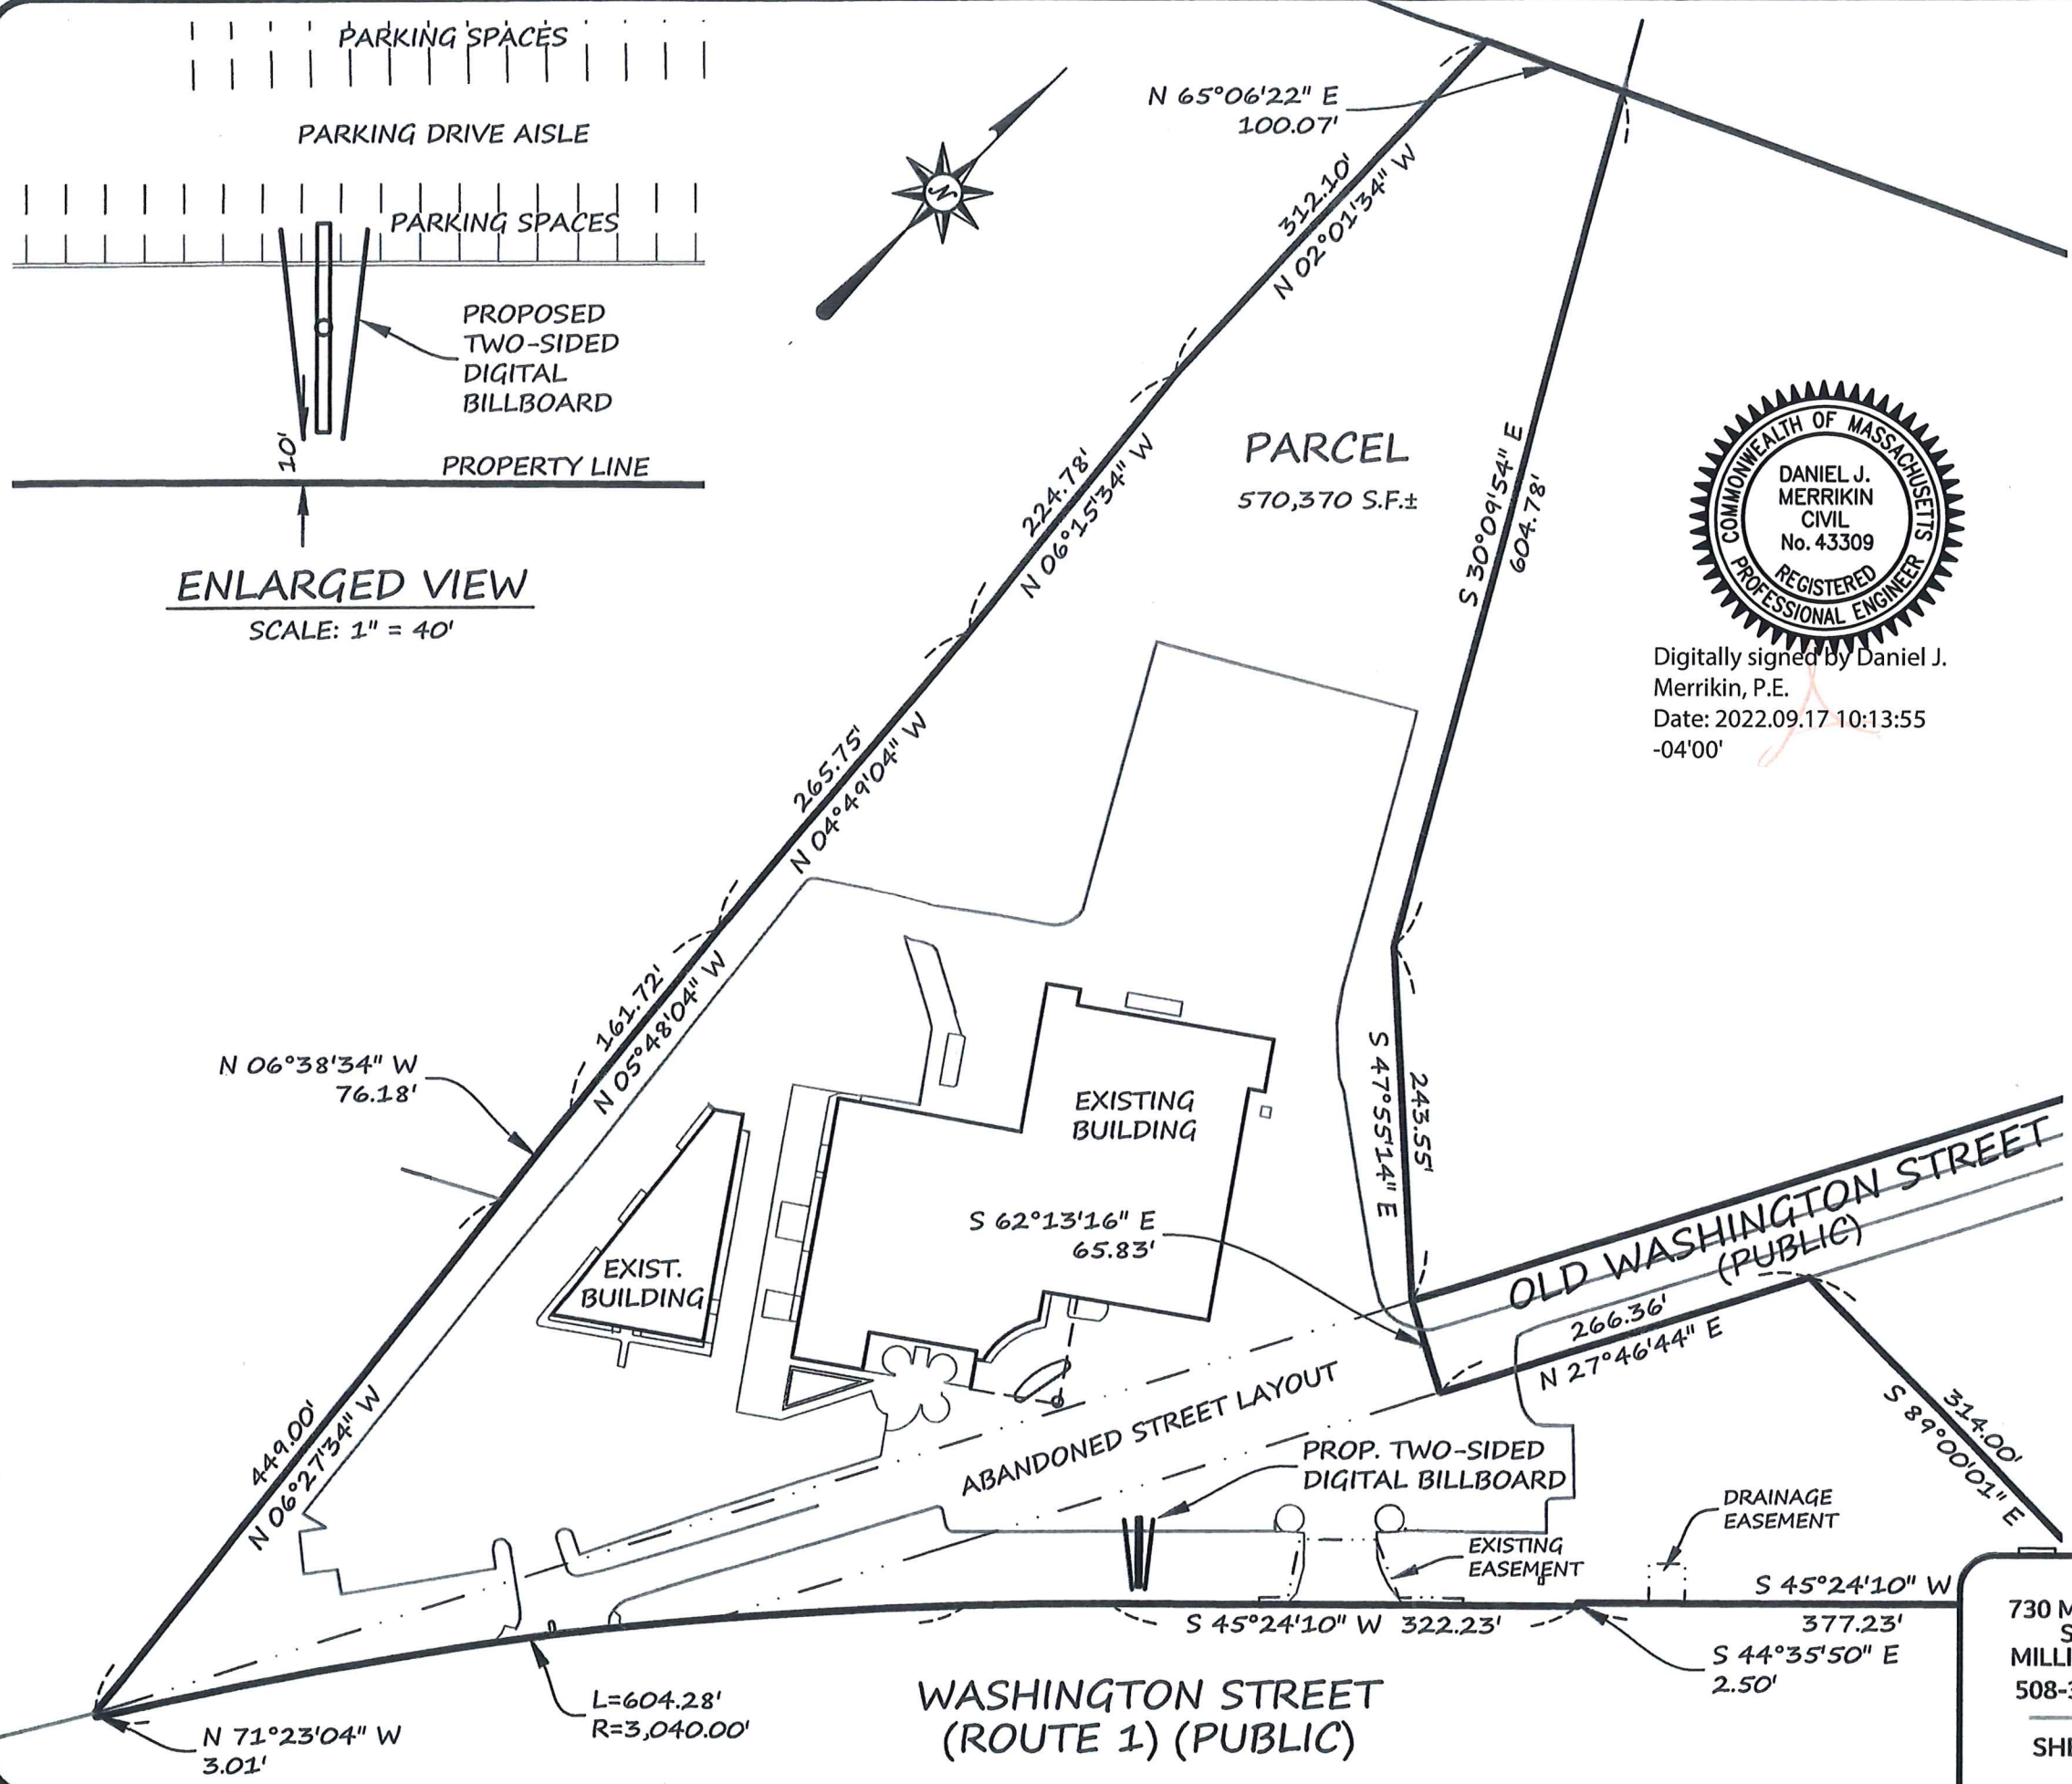 PARKING SPACES
PARKING DRIVE AISLE
PARKING SPACES
PROPOSED
TWO-SIDED
DIGITAL
BILLBOARD
10'
PROPERTY LINE
ENLARGED VIEW
SCALE: 1" = 40'
N
N 65°06'22" E
100.07'
312.10'
N 02°01'34" W
224.78'
N 06°15'34" W
PARCEL
570,370 S.F.±
S 30°09'54" E
604.78'
COMMONWEALTH OF MASSACHUSETTS
DANIEL J.
MERRIKIN
CIVIL
No. 43309
REGISTERED
PROFESSIONAL ENGINEER
Digitally signed by Daniel J.
Merrikin, P.E.
Date: 2022.09.17 10:13:55
-04'00'
265.75'
N 04°49'04" W
161.72'
N 05°48'04" W
N 06°38'34" W
76.18'
EXISTING
BUILDING
S 47°55'14" E
243.55'
S 62°13'16" E
65.83'
EXIST.
BUILDING
OLD WASHINGTON STREET
(PUBLIC)
266.36'
N 27°46'44" E
314.00'
S 89°00'01" E
449.00'
N 06°27'34" W
ABANDONED STREET LAYOUT
PROP. TWO-SIDED
DIGITAL BILLBOARD
DRAINAGE
EASEMENT
EXISTING
EASEMENT
S 45°24'10" W
377.23'
S 45°24'10" W 322.23'
S 44°35'50" E
2.50'
L=604.28'
R=3,040.00'
WASHINGTON STREET
(ROUTE 1) (PUBLIC)
N 71°23'04" W
3.01'
730 M
S
MILLI
508-3
SHE